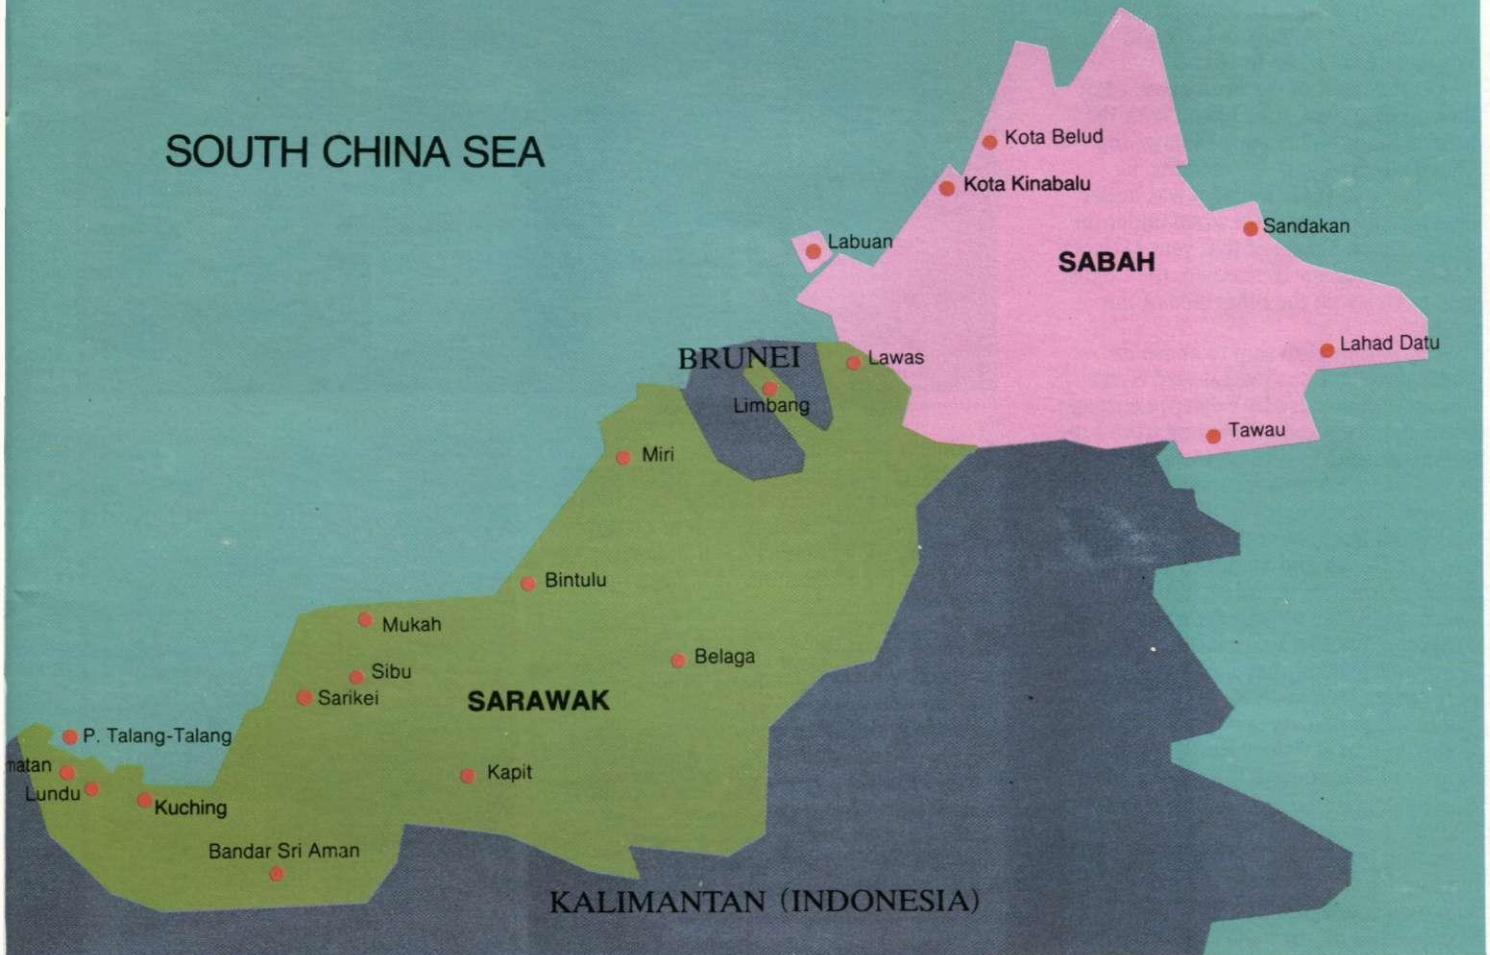 SOUTH CHINA SEA
Kota Belud
Kota Kinabalu
Sandakan
Labuan
SABAH
Lahad Datu
BRUNEI
Lawas
Limbang
Tawau
Miri
Bintulu
Mukah
Belaga
Sibu
Sarikei
SARAWAK
P. Talang-Talang
matan
Kapit
Lundu
Kuching
Bandar Sri Aman
KALIMANTAN (INDONESIA)